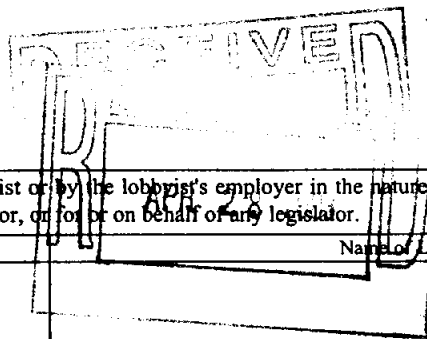 RECEIVED
APR 28
ist or by the lobbyist's employer in the nature
or, or for or on behalf of any legislator.
Name of L